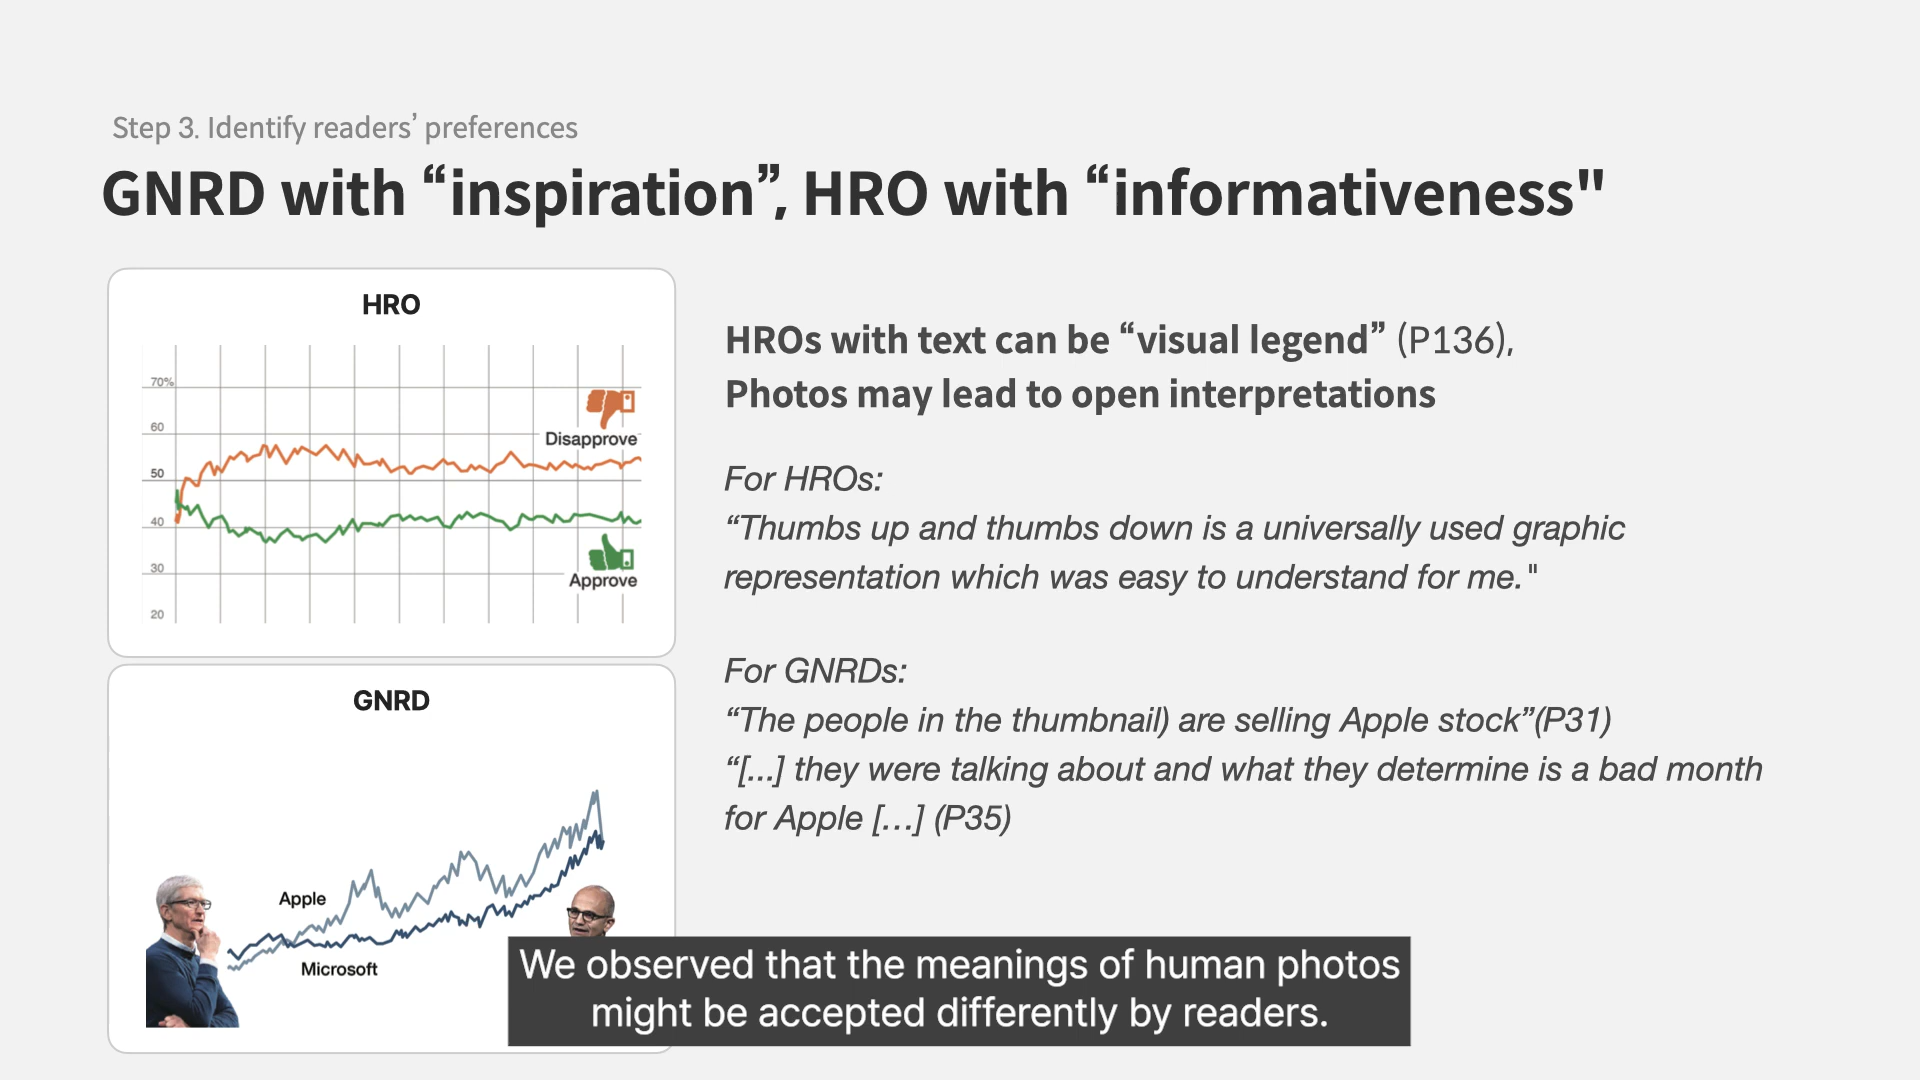 Step 3. Identify readers’ preferences
GNRD with “inspiration”, HRO with “informativeness"
HRO
70%
60
50
40
30
20
Disapprove
Approve
HROs with text can be “visual legend” (P136),
Photos may lead to open interpretations
For HROs:
“Thumbs up and thumbs down is a universally used graphic
representation which was easy to understand for me."
For GNRDs:
“The people in the thumbnail) are selling Apple stock”(P31)
“[...] they were talking about and what they determine is a bad month
for Apple [...] (P35)
GNRD
Apple
Microsoft
We observed that the meanings of human photos
might be accepted differently by readers.